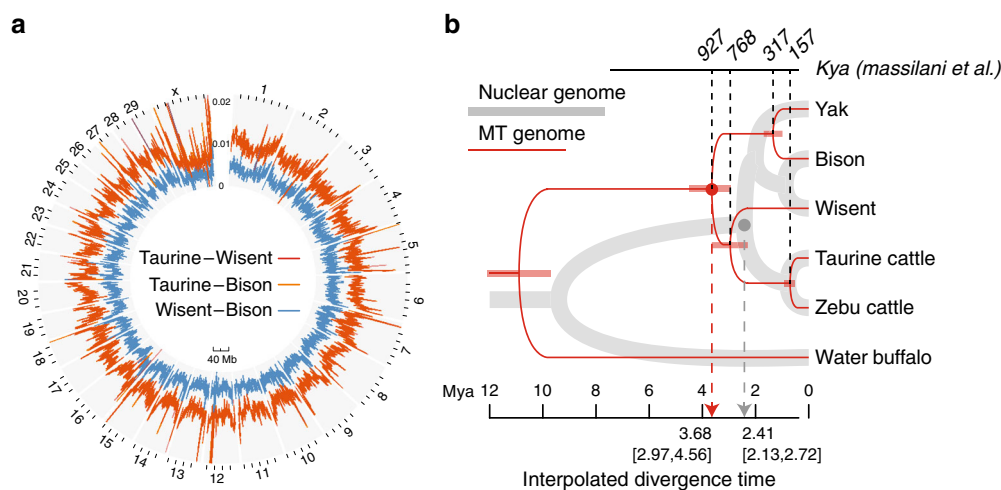 a
b
1
2
3
4
5
6
7
8
9
10
11
12
13
14
15
16
17
18
19
20
21
22
23
24
25
26
27
28
29
x
0.02
0.01
0
Taurine–Wisent
Taurine–Bison
Wisent–Bison
40 Mb
927
768
317
157
Kya (massilani et al.)
Nuclear genome
MT genome
Yak
Bison
Wisent
Taurine cattle
Zebu cattle
Water buffalo
Mya 12 10 8 6 4 2 0
3.68 2.41
[2.97,4.56] [2.13,2.72]
Interpolated divergence time